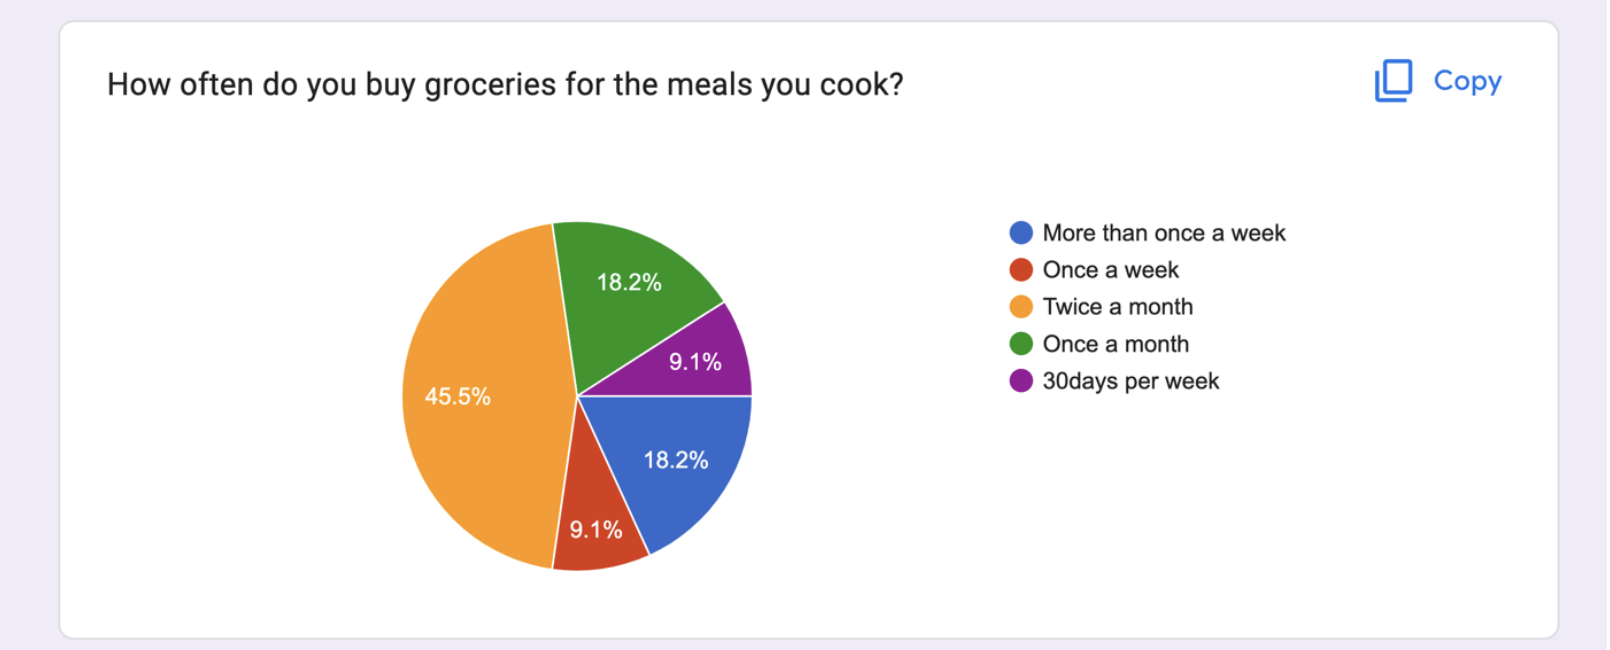 How often do you buy groceries for the meals you cook?
Copy
18.2%
9.1%
45.5%
18.2%
9.1%
More than once a week
Once a week
Twice a month
Once a month
30days per week